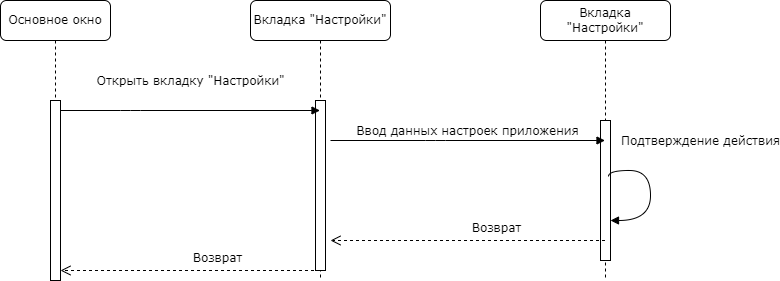 Основное окно
Вкладка "Настройки"
Вкладка
"Настройки"
Открыть вкладку "Настройки"
Ввод данных настроек приложения
Подтверждение действия
Возврат
Возврат